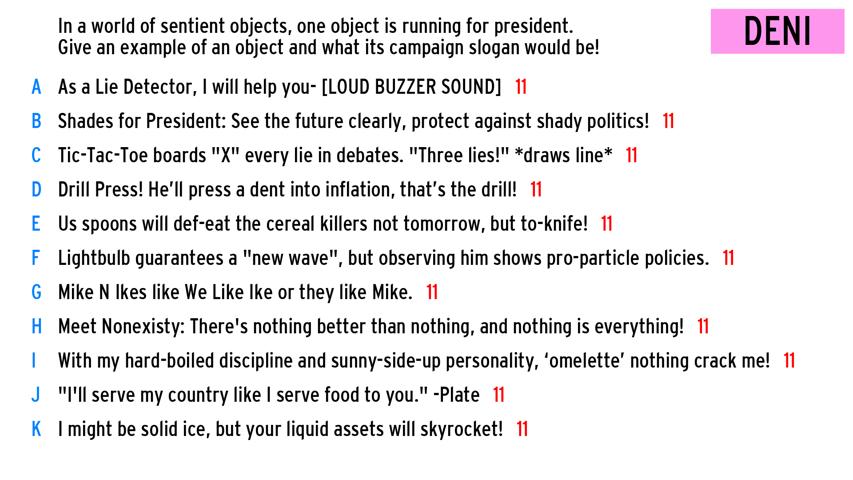 In a world of sentient objects, one object is running for president.
Give an example of an object and what its campaign slogan would be!
DENI
A As a Lie Detector, I will help you- [LOUD BUZZER SOUND] 11
B Shades for President: See the future clearly, protect against shady politics! 11
C Tic-Tac-Toe boards "X" every lie in debates. "Three lies!" *draws line* 11
D Drill Press! He’ll press a dent into inflation, that’s the drill! 11
E Us spoons will def-eat the cereal killers not tomorrow, but to-knife! 11
F Lightbulb guarantees a "new wave", but observing him shows pro-particle policies. 11
G Mike N Ikes like We Like Ike or they like Mike. 11
H Meet Nonexisty: There's nothing better than nothing, and nothing is everything! 11
I With my hard-boiled discipline and sunny-side-up personality, ‘omelette’ nothing crack me! 11
J "I'll serve my country like I serve food to you." -Plate 11
K I might be solid ice, but your liquid assets will skyrocket! 11